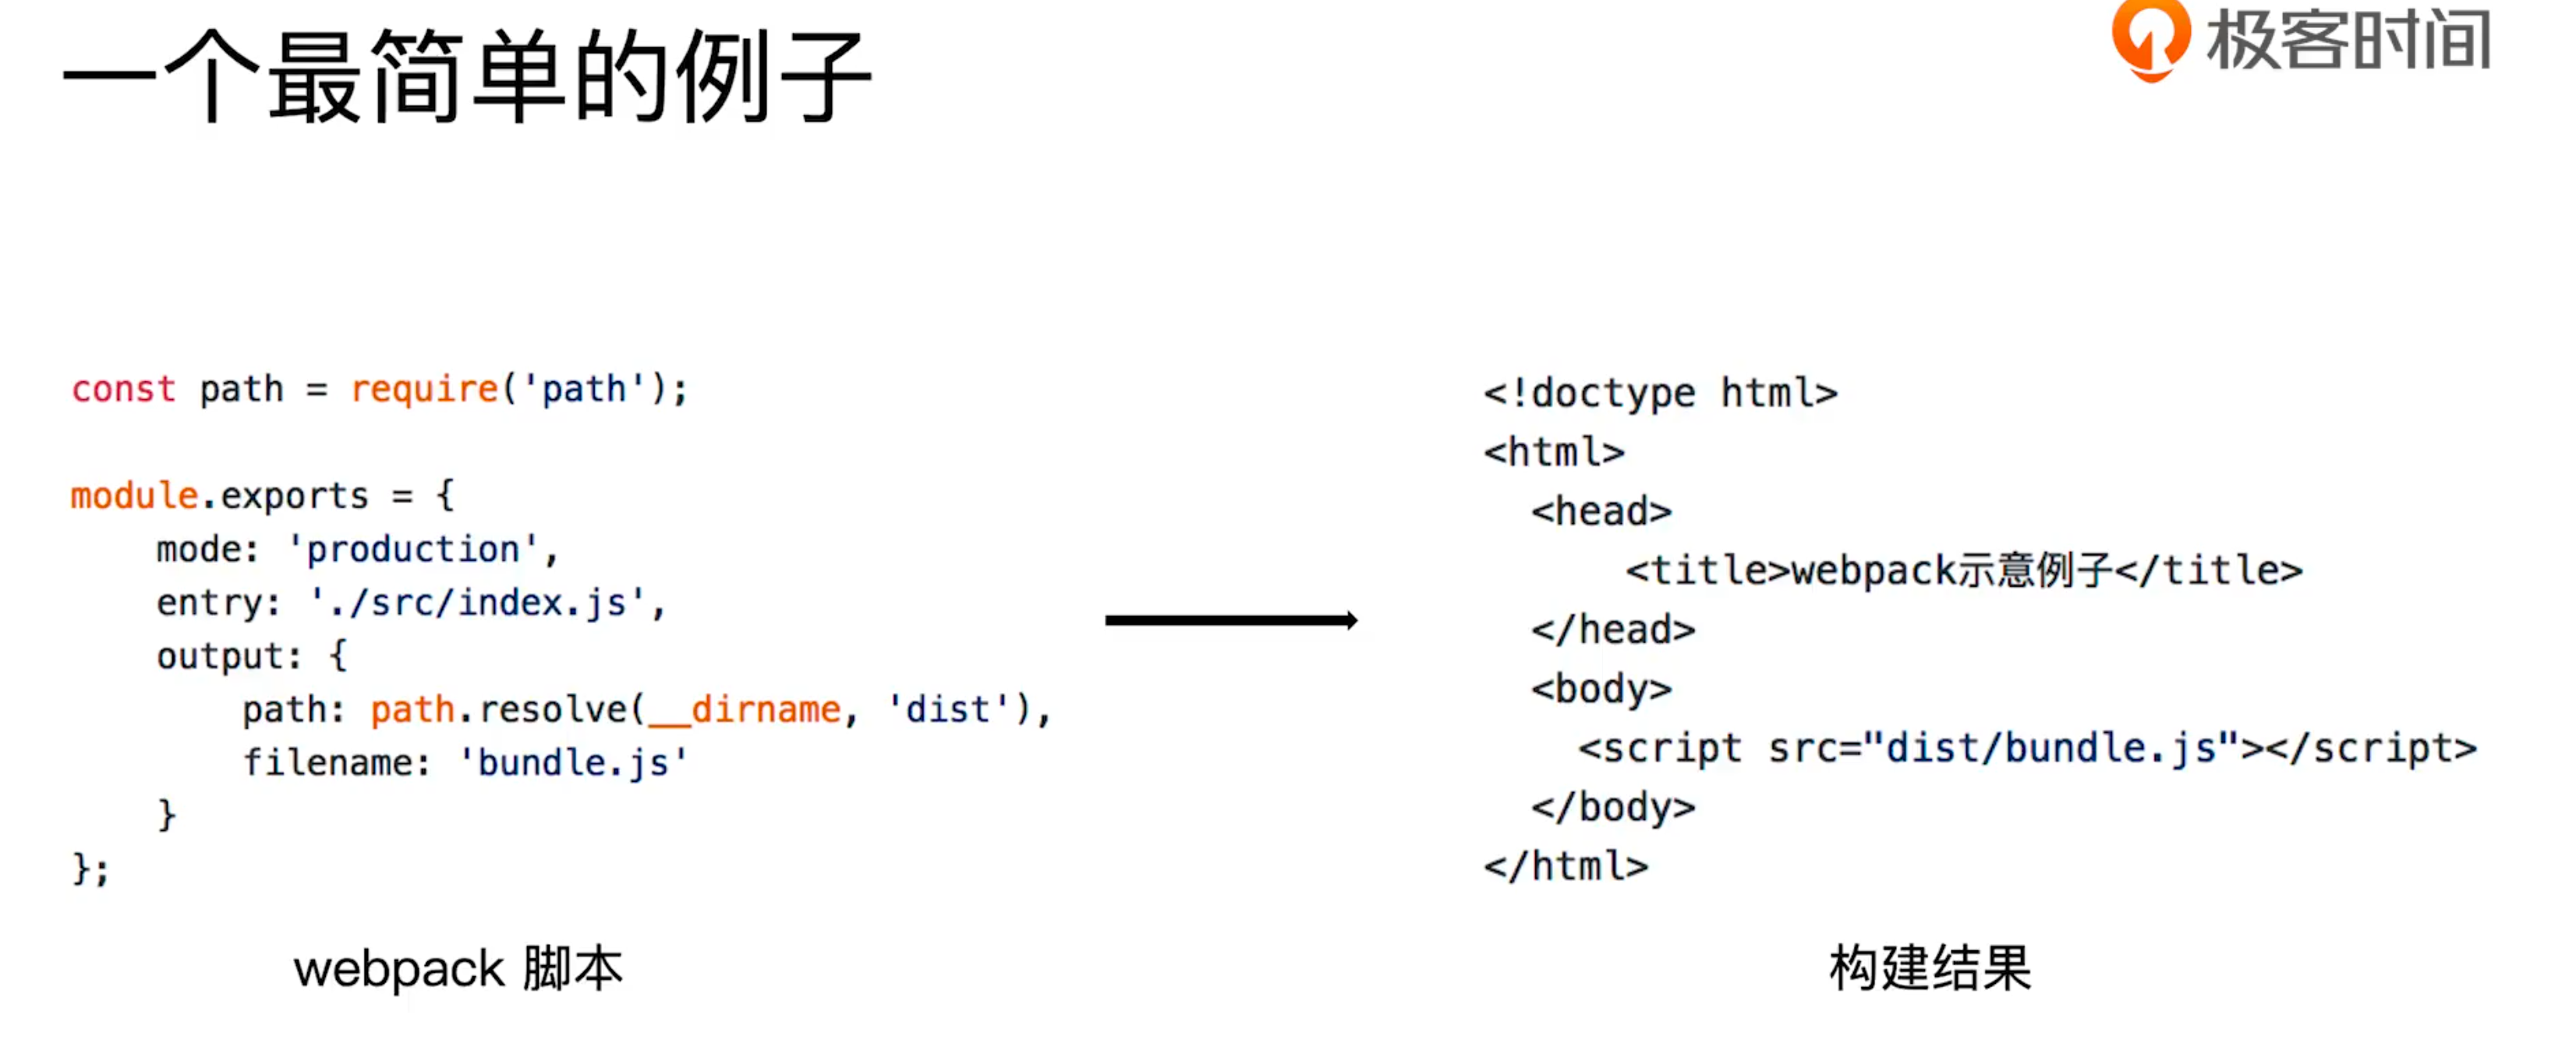 一个最简单的例子
极客时间
const path = require('path');
module.exports = {
    mode: 'production',
    entry: './src/index.js',
    output: {
        path: path.resolve(__dirname, 'dist'),
        filename: 'bundle.js'
    }
};
webpack 脚本
<!doctype html>
<html>
  <head>
      <title>webpack示意例子</title>
  </head>
  <body>
    <script src="dist/bundle.js"></script>
  </body>
</html>
构建结果